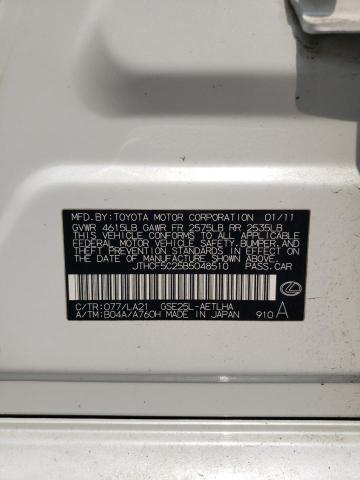 MFD. BY: TOYOTA MOTOR CORPORATION 01/11
GVWR 4615LB GAWR FR 2575LB RR 2535LB
THIS VEHICLE CONFORMS TO ALL APPLICABLE
FEDERAL MOTOR VEHICLE SAFETY, BUMPER, AND
THEFT PREVENTION STANDARDS IN EFFECT ON
THE DATE OF MANUFACTURE SHOWN ABOVE.
JTHCF5C25B5048510 PASS.CAR
C/TR: 077/LA21 GSE25L-AETLHA
A/TM: B04A/A760H MADE IN JAPAN 910 A